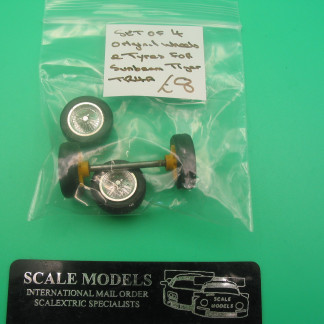 SET OF 4
Original wheels
& Tyres FOR
Sunbeam Tiger
£8
SCALE MODELS
INTERNATIONAL MAIL ORDER
SCALEXTRIC SPECIALISTS
SCALE
MODELS